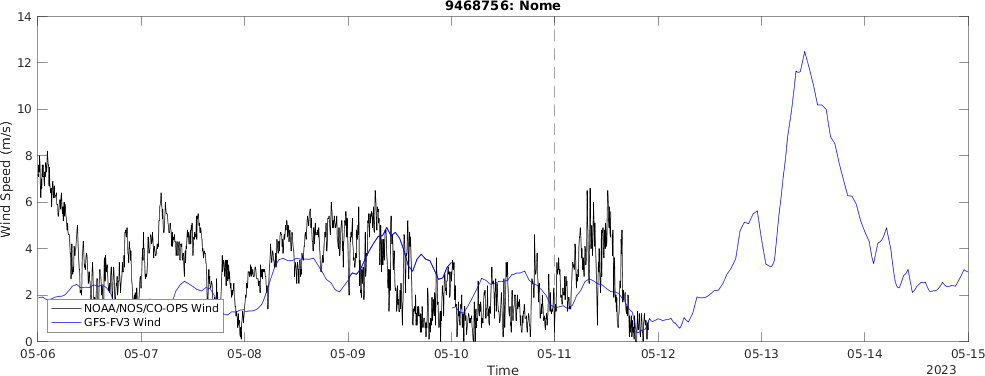 9468756: Nome
14
12
10
8
6
4
2
0
Wind Speed (m/s)
NOAA/NOS/CO-OPS Wind
GFS-FV3 Wind
05-06 05-07 05-08 05-09 05-10 05-11 05-12 05-13 05-14 05-15
Time
2023